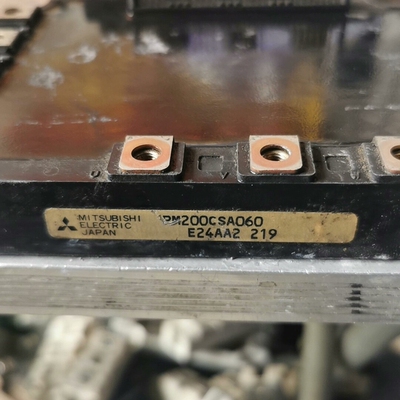 U V
MITSUBISHI
ELECTRIC
JAPAN
PM200CSA060
E24AA2 219